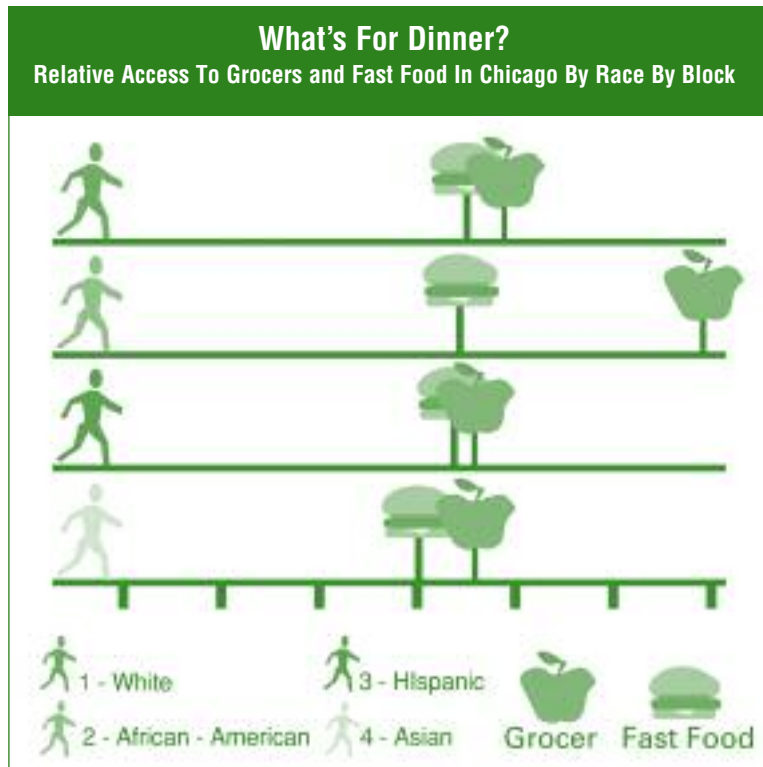 What's For Dinner?
Relative Access To Grocers and Fast Food In Chicago By Race By Block
1 - White
3 - HIspanic
2 - African - American
4 - Asian
Grocer
Fast Food